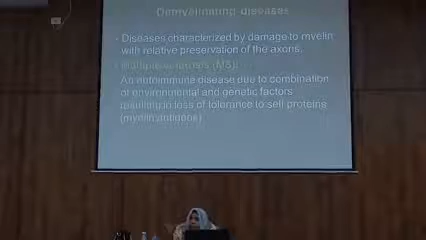 Demyelinating diseases
• Diseases characterized by damage to myelin
with relative preservation of the axons.
• Multiple sclerosis (MS):
An autoimmune disease due to combination
of environmental and genetic factors
resulting in loss of tolerance to self proteins
(myelin antigens)